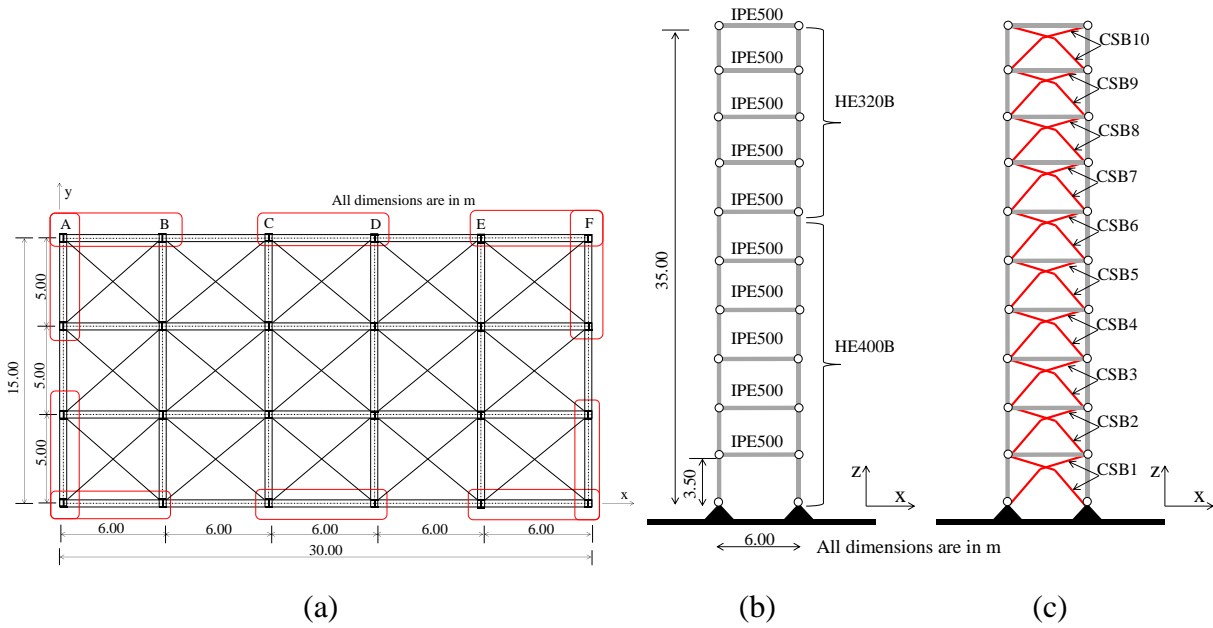 y
All dimensions are in m
A
B
C
D
E
F
5.00
5.00
5.00
15.00
x
6.00
6.00
6.00
6.00
6.00
30.00
(a)
IPE500
IPE500
IPE500
IPE500
IPE500
IPE500
IPE500
IPE500
IPE500
IPE500
HE320B
HE400B
35.00
3.50
Z
X
6.00
All dimensions are in m
(b)
CSB10
CSB9
CSB8
CSB7
CSB6
CSB5
CSB4
CSB3
CSB2
CSB1
Z
X
(c)